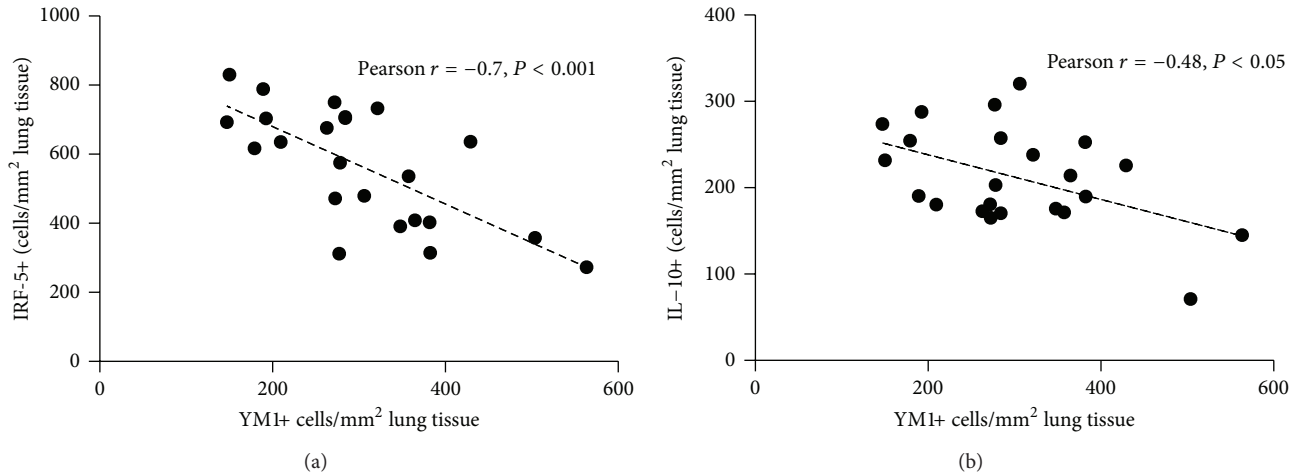 1000
800
600
400
200
0
IRF-5+ (cells/mm² lung tissue)
Pearson r = −0.7, P < 0.001
0
200
400
600
YM1+ cells/mm² lung tissue
(a)
400
300
200
100
0
IL−10+ (cells/mm² lung tissue)
Pearson r = −0.48, P < 0.05
0
200
400
600
YM1+ cells/mm² lung tissue
(b)